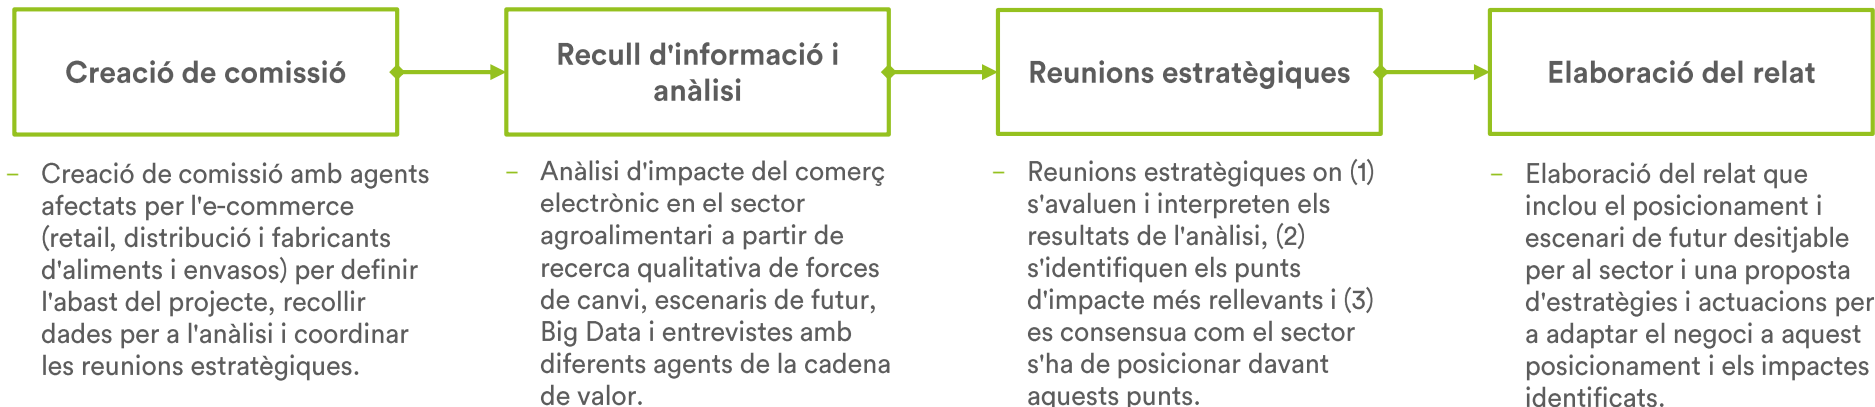 Creació de comissió
Recull d'informació i
anàlisi
Reunions estratègiques
Elaboració del relat
– Creació de comissió amb agents
afectats per l'e-commerce
(retail, distribució i fabricants
d'aliments i envasos) per definir
l'abast del projecte, recollir
dades per a l'anàlisi i coordinar
les reunions estratègiques.
– Anàlisi d'impacte del comerç
electrònic en el sector
agroalimentari a partir de
recerca qualitativa de forces
de canvi, escenaris de futur,
Big Data i entrevistes amb
diferents agents de la cadena
de valor.
– Reunions estratègiques on (1)
s'avaluen i interpreten els
resultats de l'anàlisi, (2)
s'identifiquen els punts
d'impacte més rellevants i (3)
es consensua com el sector
s'ha de posicionar davant
aquests punts.
– Elaboració del relat que
inclou el posicionament i
escenari de futur desitjable
per al sector i una proposta
d'estratègies i actuacions per
a adaptar el negoci a aquest
posicionament i els impactes
identificats.